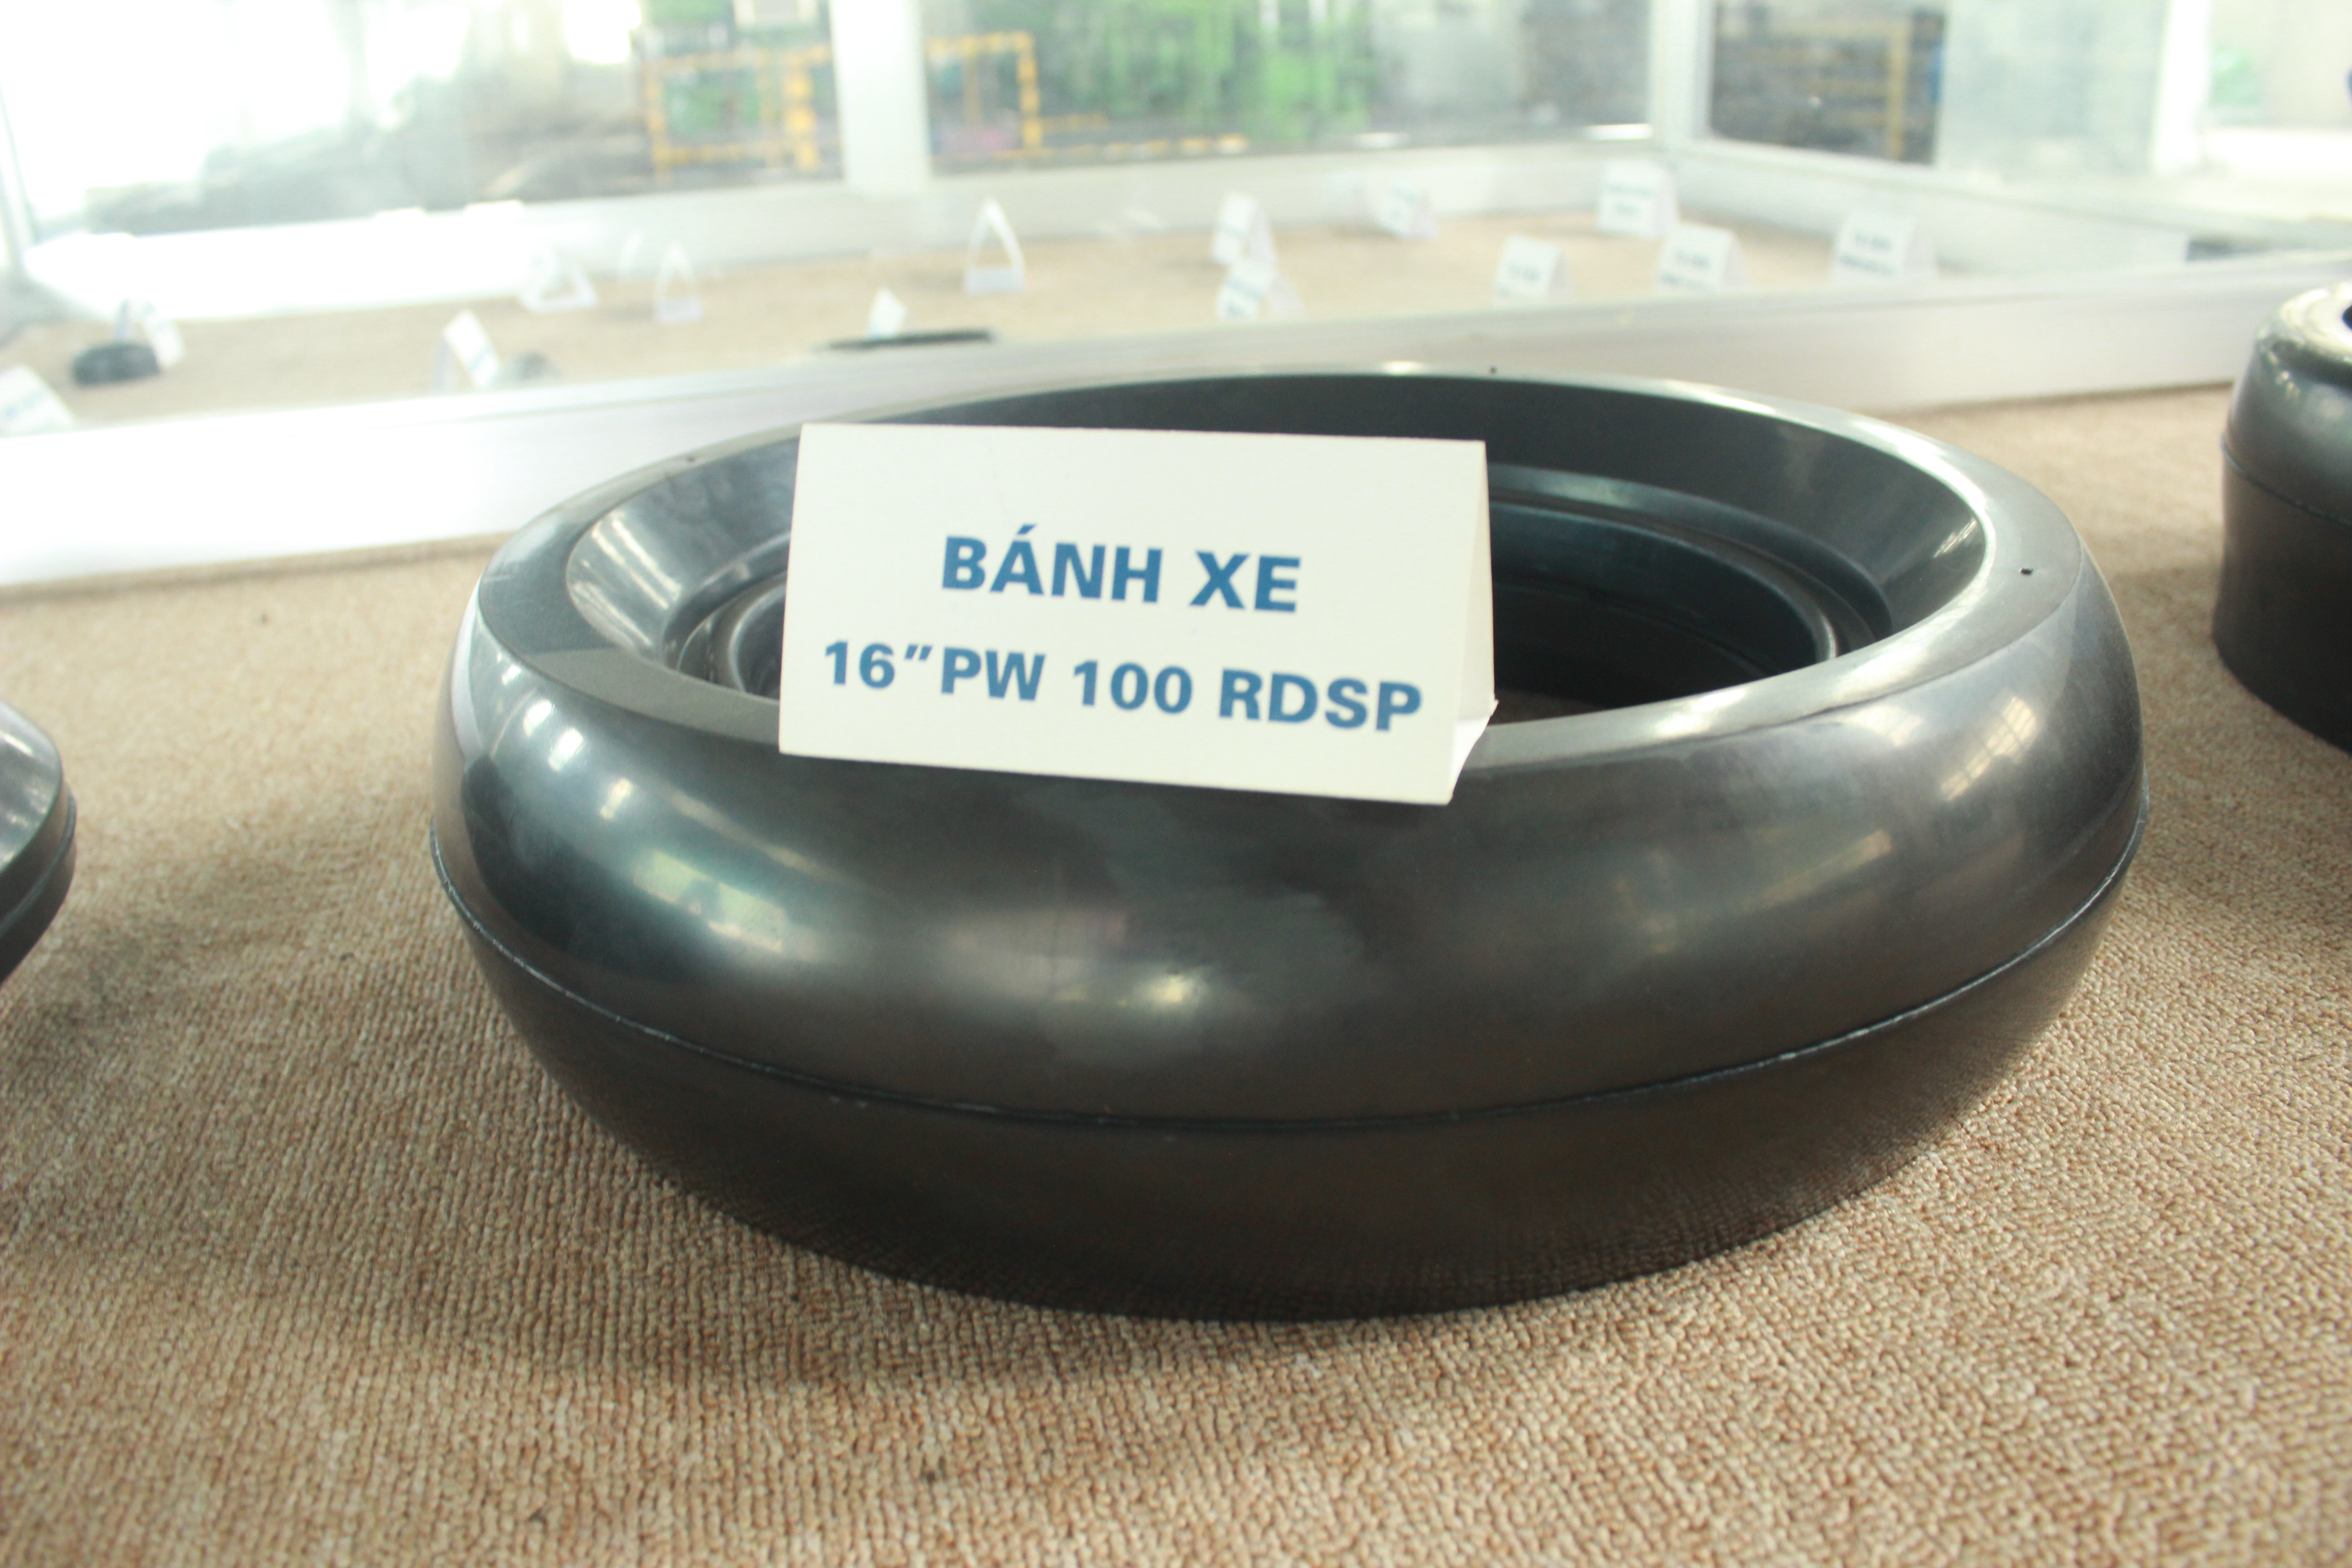 BÁNH XE
16″PW 100 RDSP